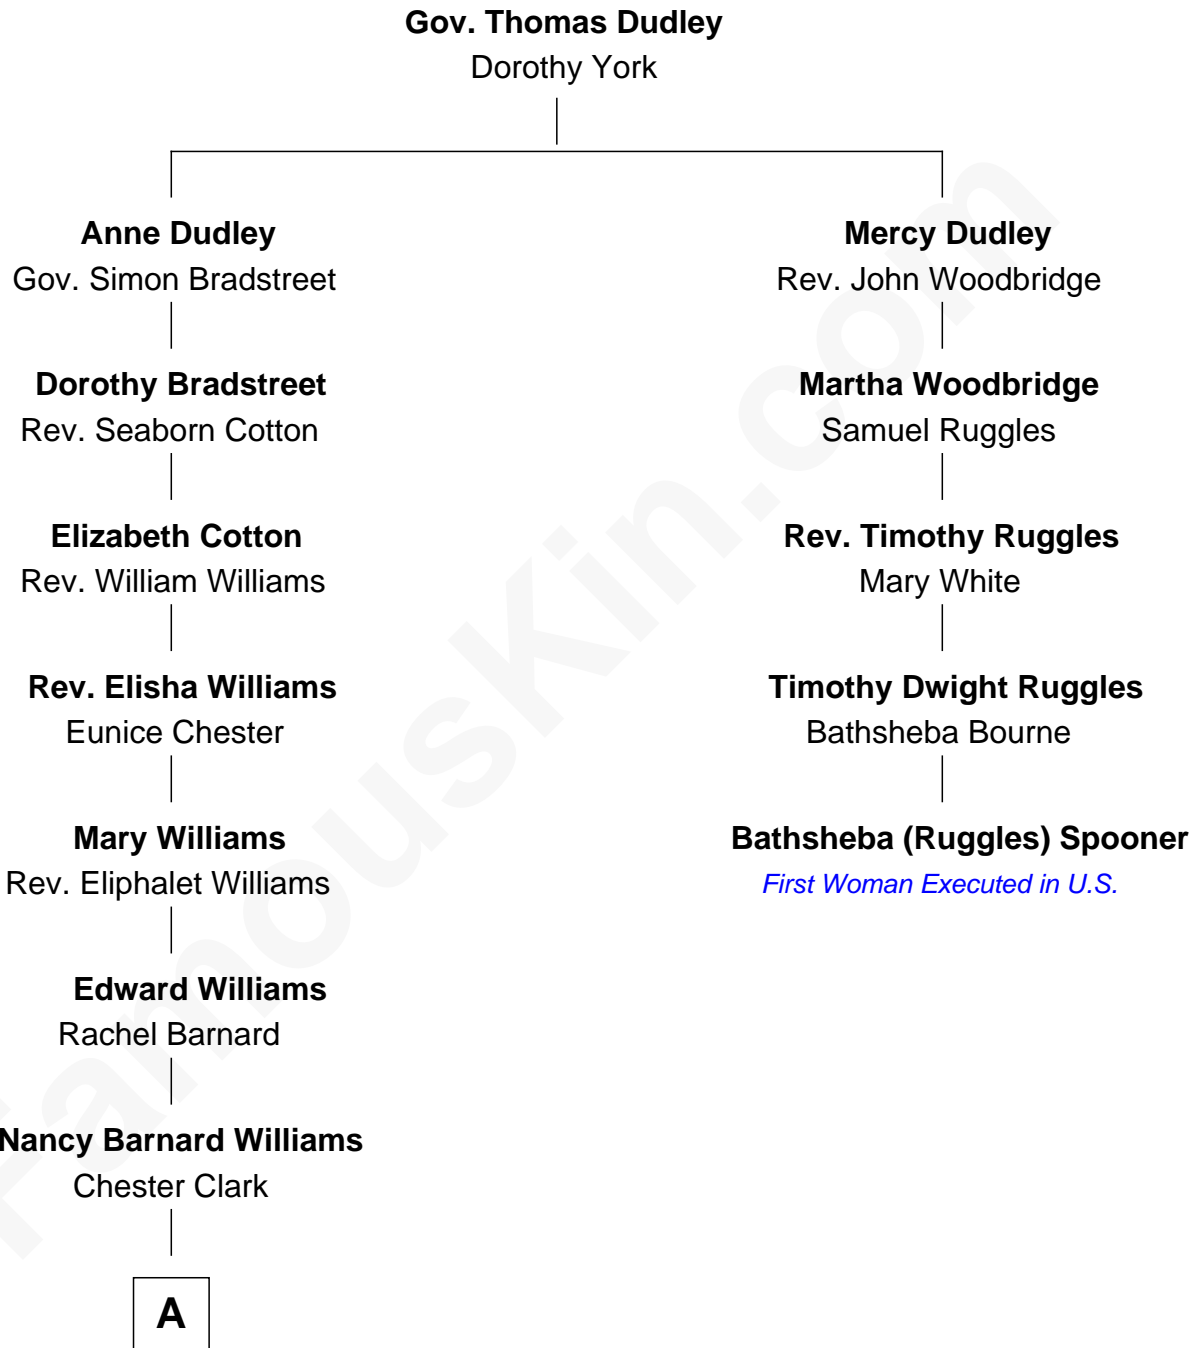 Gov. Thomas Dudley
Dorothy York
Anne Dudley
Gov. Simon Bradstreet
Mercy Dudley
Rev. John Woodbridge
Dorothy Bradstreet
Rev. Seaborn Cotton
Martha Woodbridge
Samuel Ruggles
Elizabeth Cotton
Rev. William Williams
Rev. Timothy Ruggles
Mary White
Rev. Elisha Williams
Eunice Chester
Timothy Dwight Ruggles
Bathsheba Bourne
Mary Williams
Rev. Eliphalet Williams
Bathsheba (Ruggles) Spooner
First Woman Executed in U.S.
Edward Williams
Rachel Barnard
Nancy Barnard Williams
Chester Clark
A
FamousKin.com